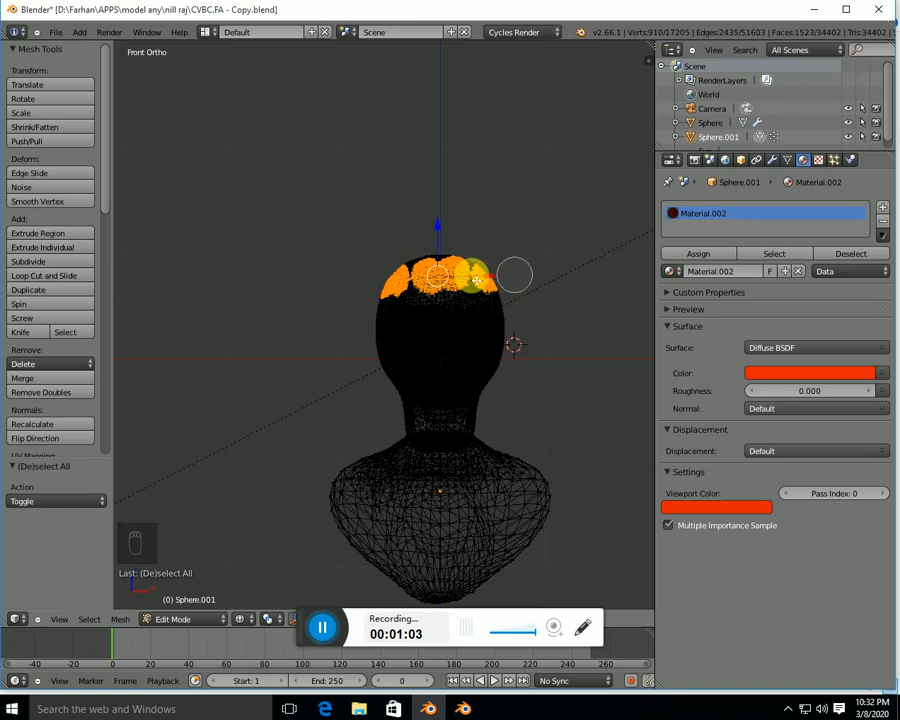 Blender* [D:\Farhan\APPS\model any\nill raj\CVBC.FA - Copy.blend]
File Add Render Window Help Default Scene Cycles Render v2.66.1 | Verts:910/17205 | Edges:2435/51603 | Faces:1523/34402 | Tris:34402
Mesh Tools
Transform:
Translate
Rotate
Scale
Shrink/Fatten
Push/Pull
Deform:
Edge Slide
Noise
Smooth Vertex
Add:
Extrude Region
Extrude Individual
Subdivide
Loop Cut and Slide
Duplicate
Spin
Screw
Knife Select
Remove:
Delete
Merge
Remove Doubles
Normals:
Recalculate
Flip Direction
UV Mapping:
(De)select All
Action
Toggle
Front Ortho
Last: (De)select All
(0) Sphere.001
View Select Mesh Edit Mode
Recording...
00:01:03
View Search All Scenes
Scene
RenderLayers
World
Camera
Sphere
Sphere.001
Sphere.001 Material.002
Material.002
Assign Select Deselect
Material.002 F Data
Custom Properties
Preview
Surface
Surface: Diffuse BSDF
Color:
Roughness: 0.000
Normal: Default
Displacement
Displacement: Default
Settings
Viewport Color: Pass Index: 0
Multiple Importance Sample
-40 -20 0 20 40 60 80 100 120 140 160 180 200 220 240 260
View Marker Frame Playback Start: 1 End: 250 0 No Sync
Search the web and Windows
10:32 PM
3/8/2020